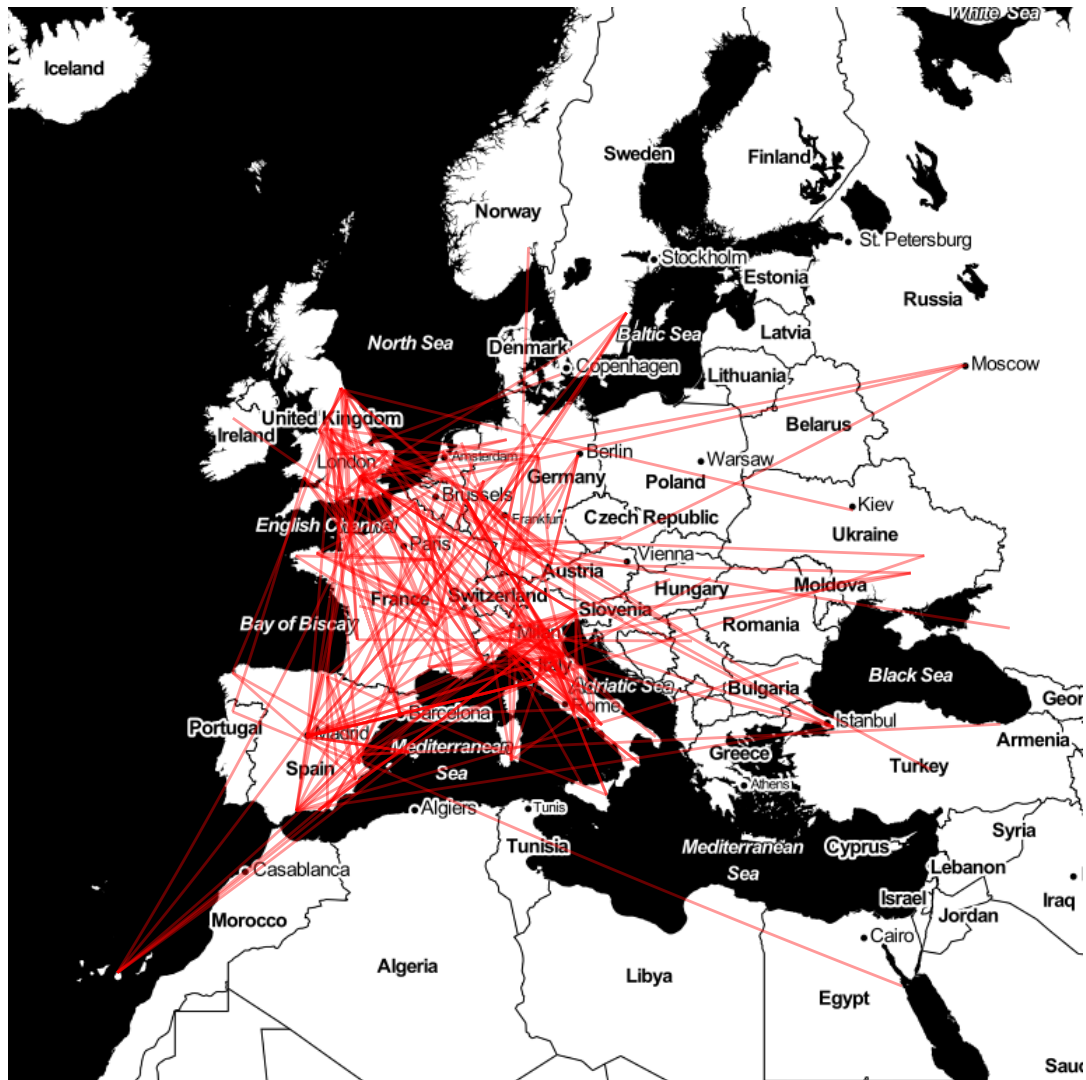 White Sea
Iceland
Sweden
Finland
Norway
St. Petersburg
Stockholm
Estonia
Russia
North Sea
Baltic Sea
Latvia
Denmark
Copenhagen
Moscow
Lithuania
United Kingdom
Ireland
Belarus
London
Amsterdam
Berlin
Warsaw
Germany
Poland
Brussels
Kiev
English Channel
Frankfurt
Czech Republic
Ukraine
Paris
Vienna
Austria
Moldova
Hungary
France
Switzerland
Slovenia
Bay of Biscay
Romania
Milan
Italy
Black Sea
Adriatic Sea
Bulgaria
Geor
Rome
Barcelona
Istanbul
Portugal
Madrid
Armenia
Mediterranean
Sea
Greece
Spain
Turkey
Athens
Algiers
Tunis
Syria
Tunisia
Mediterranean
Sea
Cyprus
Casablanca
Lebanon
Israel
Iraq
Morocco
Jordan
Cairo
Algeria
Libya
Egypt
Sauc